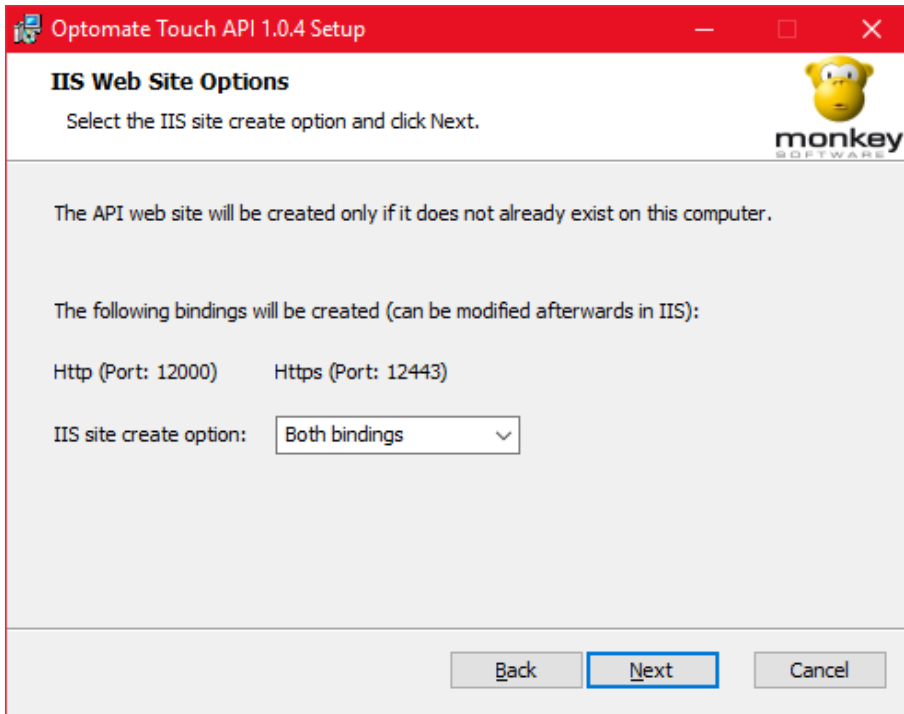 Optomate Touch API 1.0.4 Setup
IIS Web Site Options
Select the IIS site create option and click Next.
monkey
SOFTWARE
The API web site will be created only if it does not already exist on this computer.
The following bindings will be created (can be modified afterwards in IIS):
Http (Port: 12000) Https (Port: 12443)
IIS site create option: Both bindings
Back Next Cancel